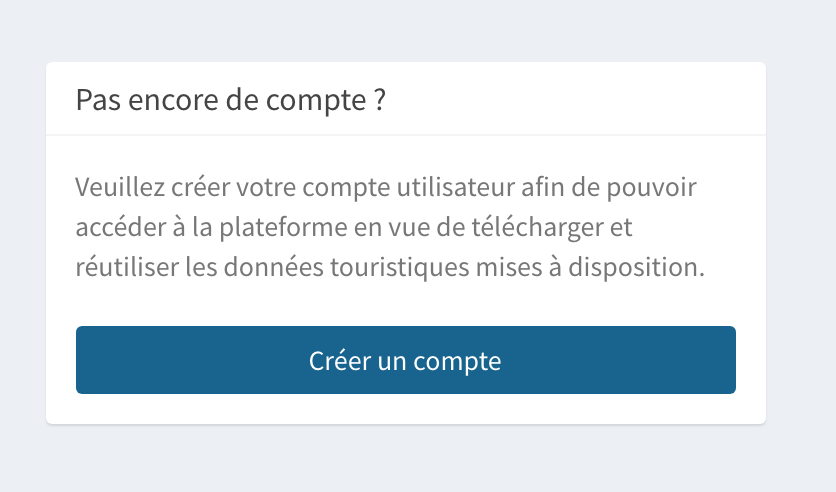 Pas encore de compte ?
Veuillez créer votre compte utilisateur afin de pouvoir
accéder à la plateforme en vue de télécharger et
réutiliser les données touristiques mises à disposition.
Créer un compte